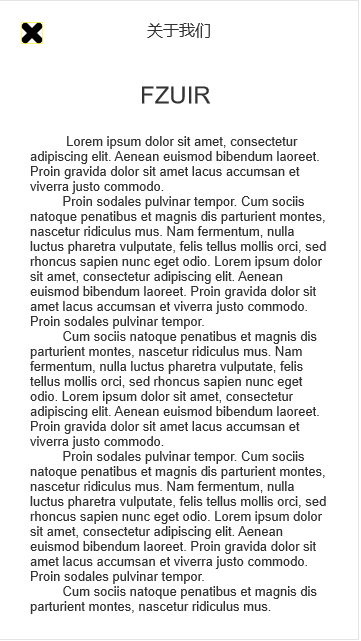 关于我们
FZUIR
Lorem ipsum dolor sit amet, consectetur
adipiscing elit. Aenean euismod bibendum laoreet.
Proin gravida dolor sit amet lacus accumsan et
viverra justo commodo.
Proin sodales pulvinar tempor. Cum sociis
natoque penatibus et magnis dis parturient montes,
nascetur ridiculus mus. Nam fermentum, nulla
luctus pharetra vulputate, felis tellus mollis orci, sed
rhoncus sapien nunc eget odio. Lorem ipsum dolor
sit amet, consectetur adipiscing elit. Aenean
euismod bibendum laoreet. Proin gravida dolor sit
amet lacus accumsan et viverra justo commodo.
Proin sodales pulvinar tempor.
Cum sociis natoque penatibus et magnis dis
parturient montes, nascetur ridiculus mus. Nam
fermentum, nulla luctus pharetra vulputate, felis
tellus mollis orci, sed rhoncus sapien nunc eget
odio. Lorem ipsum dolor sit amet, consectetur
adipiscing elit. Aenean euismod bibendum laoreet.
Proin gravida dolor sit amet lacus accumsan et
viverra justo commodo.
Proin sodales pulvinar tempor. Cum sociis
natoque penatibus et magnis dis parturient montes,
nascetur ridiculus mus. Nam fermentum, nulla
luctus pharetra vulputate, felis tellus mollis orci, sed
rhoncus sapien nunc eget odio. Lorem ipsum dolor
sit amet, consectetur adipiscing elit. Aenean
euismod bibendum laoreet. Proin gravida dolor sit
amet lacus accumsan et viverra justo commodo.
Proin sodales pulvinar tempor.
Cum sociis natoque penatibus et magnis dis
parturient montes, nascetur ridiculus mus.